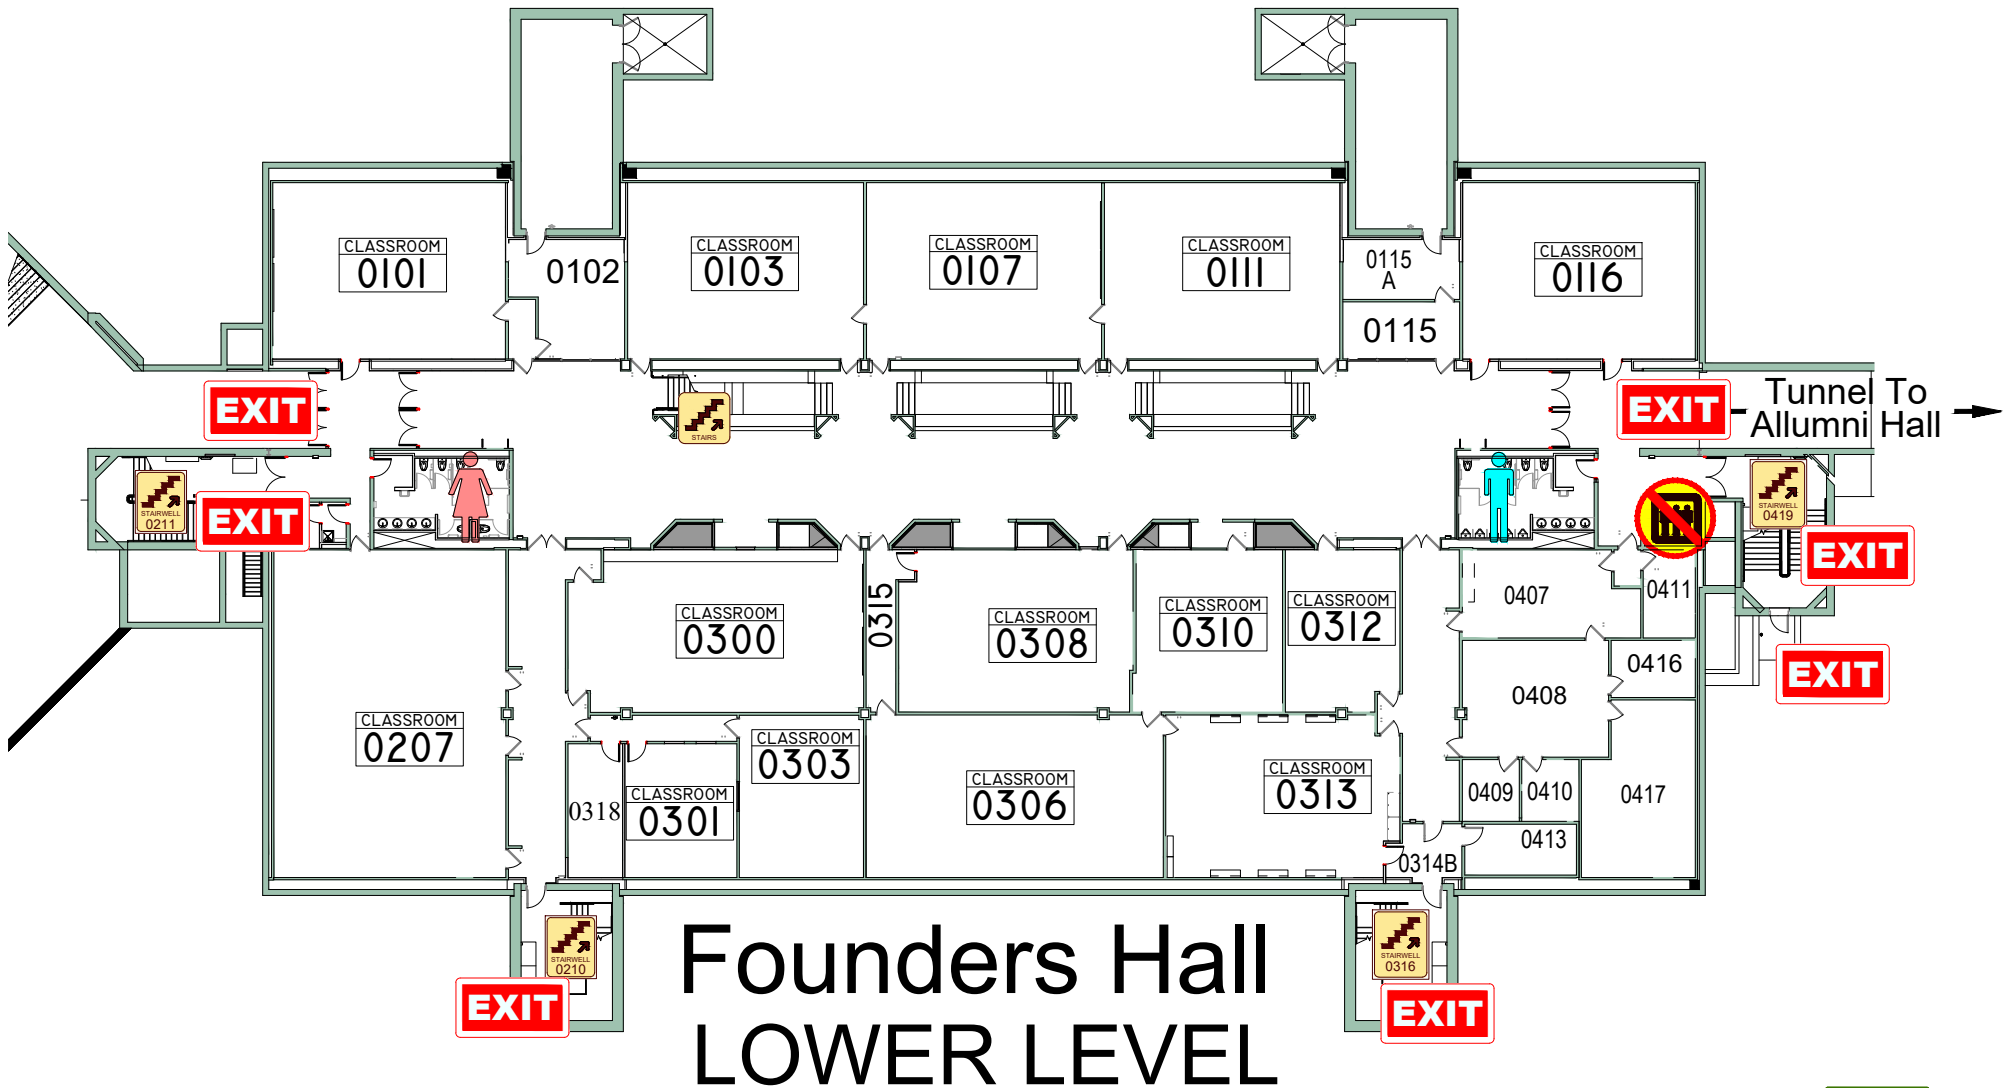 CLASSROOM
0101
0102
CLASSROOM
0103
CLASSROOM
0107
CLASSROOM
0111
0115
A
0115
CLASSROOM
0116
EXIT
STAIRS
EXIT
Tunnel To
Allumni Hall
STAIRWELL
0211
EXIT
STAIRWELL
0419
EXIT
CLASSROOM
0300
0315
CLASSROOM
0308
CLASSROOM
0310
CLASSROOM
0312
0407
0411
0416
EXIT
0408
CLASSROOM
0207
CLASSROOM
0303
0318
CLASSROOM
0301
CLASSROOM
0306
CLASSROOM
0313
0409
0410
0417
0413
0314B
STAIRWELL
0210
EXIT
STAIRWELL
0316
EXIT
Founders Hall
LOWER LEVEL